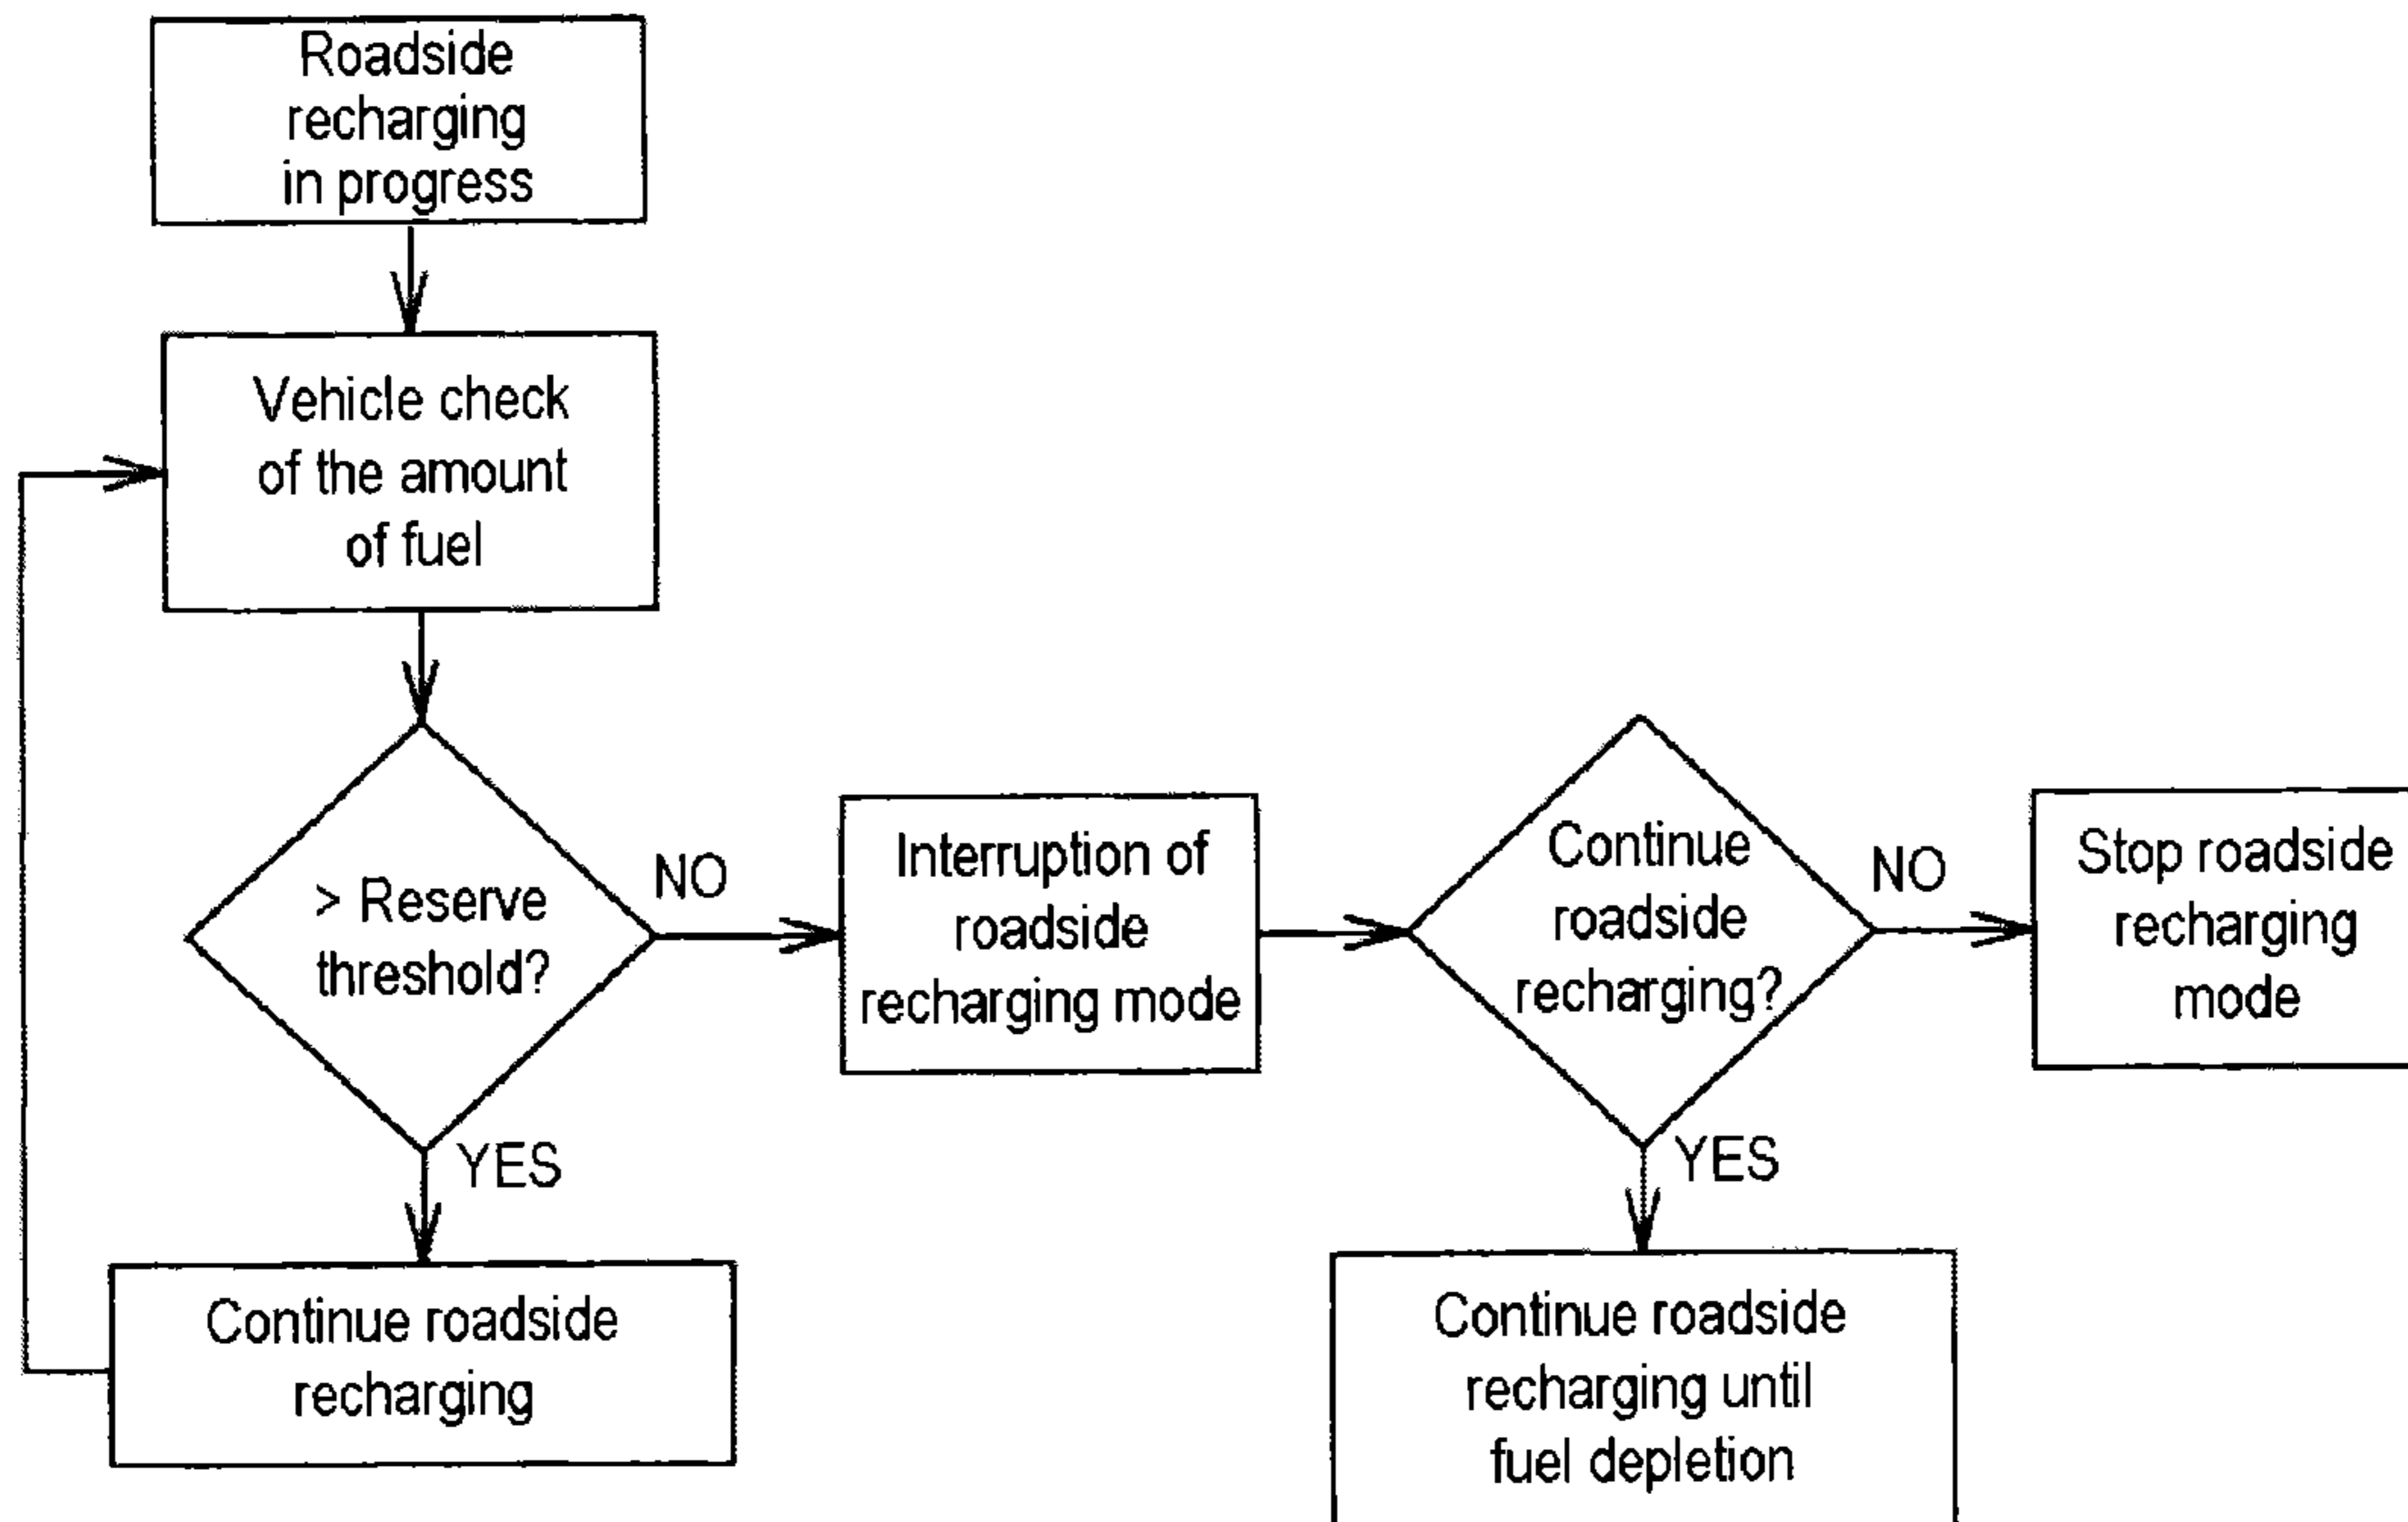 Roadside
recharging
in progress
Vehicle check
of the amount
of fuel
> Reserve
threshold?
NO
YES
Continue roadside
recharging
Interruption of
roadside
recharging mode
Continue
roadside
recharging?
NO
YES
Stop roadside
recharging
mode
Continue roadside
recharging until
fuel depletion